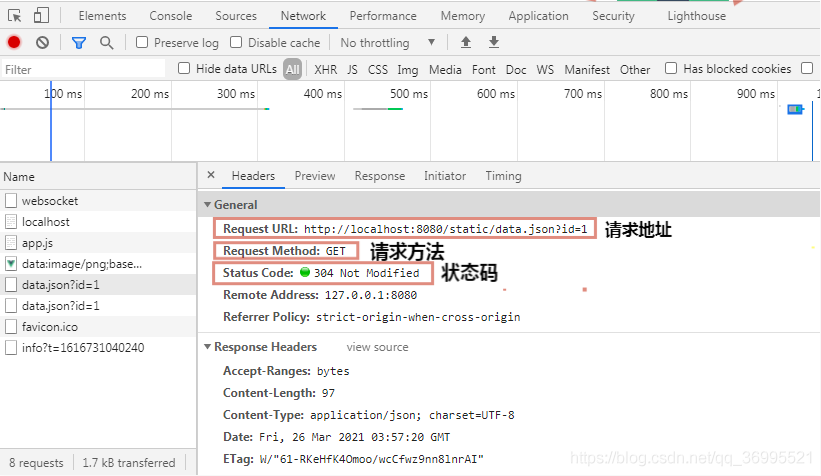 Elements Console Sources Network Performance Memory Application Security Lighthouse
Preserve log Disable cache No throttling
Filter Hide data URLs All XHR JS CSS Img Media Font Doc WS Manifest Other Has blocked cookies
100 ms 200 ms 300 ms 400 ms 500 ms 600 ms 700 ms 800 ms 900 ms 1
Name
websocket
localhost
app.js
data:image/png;base...
data.json?id=1
data.json?id=1
favicon.ico
info?t=1616731040240
8 requests 1.7 kB transferred
× Headers Preview Response Initiator Timing
General
Request URL: http://localhost:8080/static/data.json?id=1 请求地址
Request Method: GET 请求方法
Status Code: 304 Not Modified 状态码
Remote Address: 127.0.0.1:8080
Referrer Policy: strict-origin-when-cross-origin
Response Headers view source
Accept-Ranges: bytes
Content-Length: 97
Content-Type: application/json; charset=UTF-8
Date: Fri, 26 Mar 2021 03:57:20 GMT
ETag: W/"61-RKeHfK4Omoo/wcCfwz9nn8lnrAI"
https://blog.csdn.net/qq_36995521